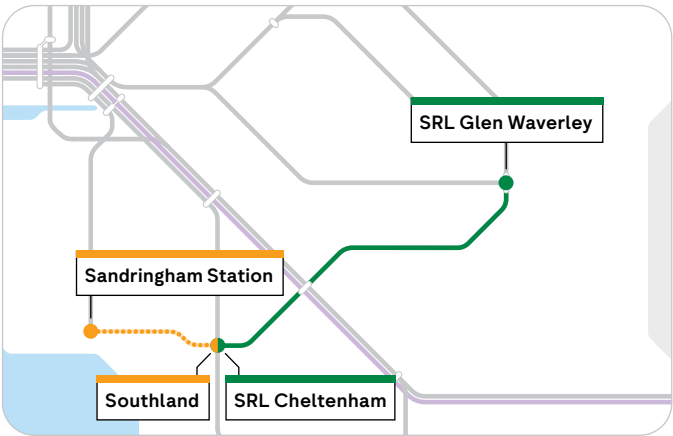 SRL Glen Waverley
Sandringham Station
Southland
SRL Cheltenham